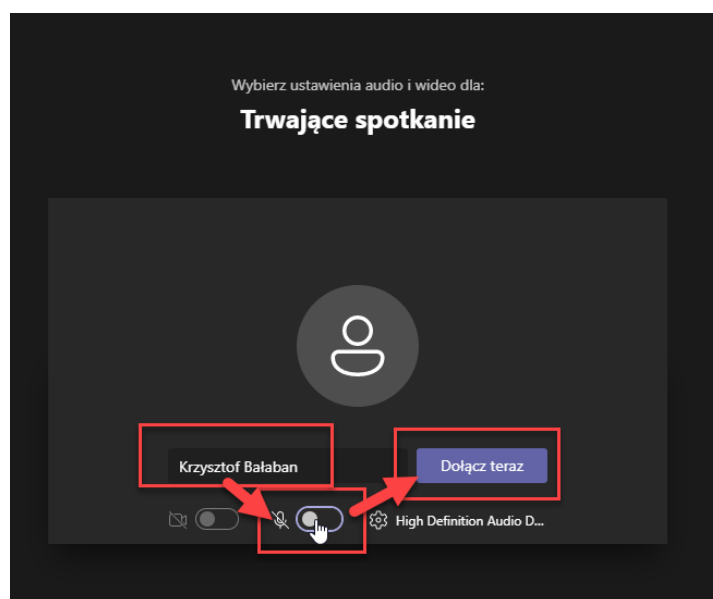 Wybierz ustawienia audio i wideo dla:
Trwające spotkanie
Krzysztof Bałaban
Dołącz teraz
High Definition Audio D...